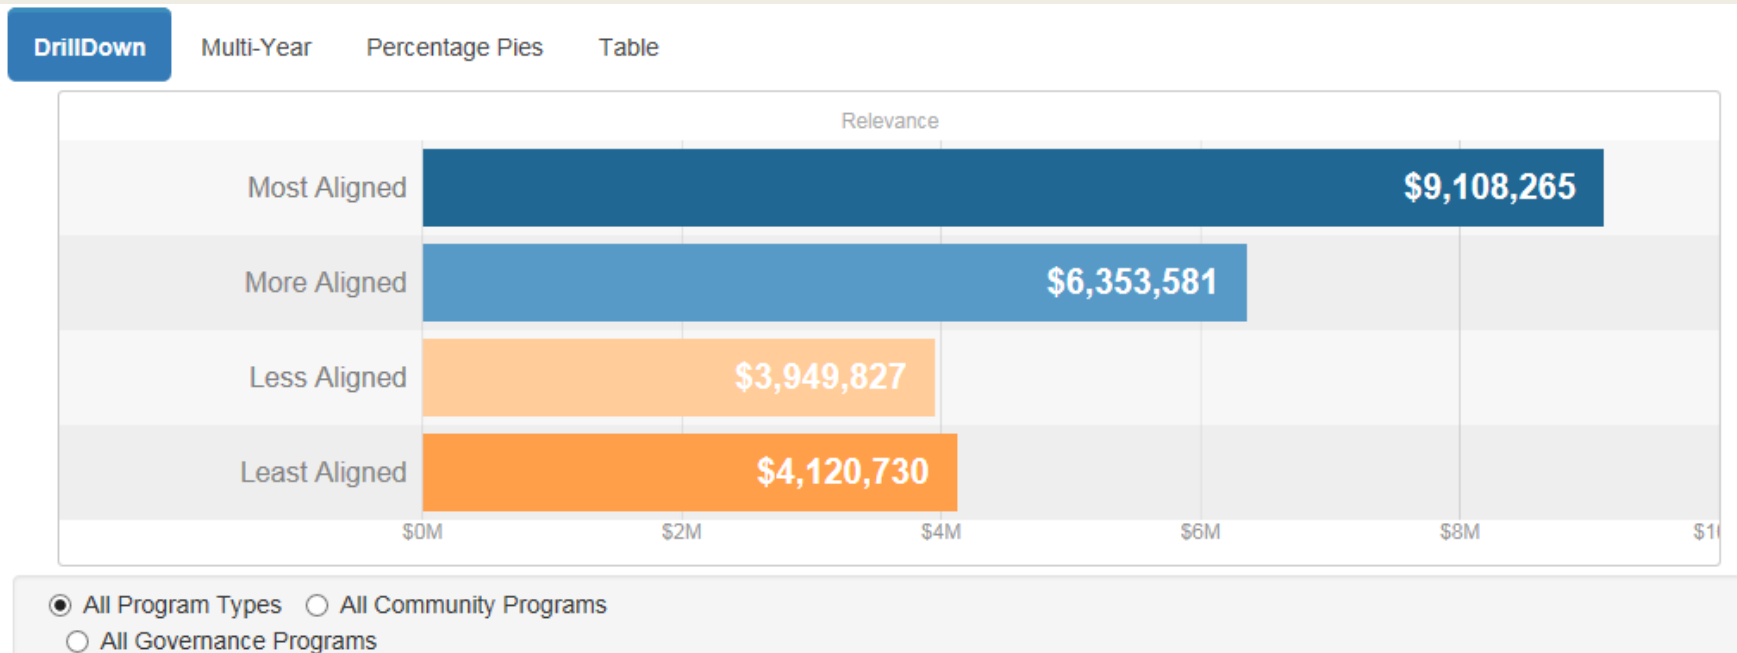 DrillDown Multi-Year Percentage Pies Table
Relevance
Most Aligned $9,108,265
More Aligned $6,353,581
Less Aligned $3,949,827
Least Aligned $4,120,730
$0M $2M $4M $6M $8M
All Program Types All Community Programs
All Governance Programs